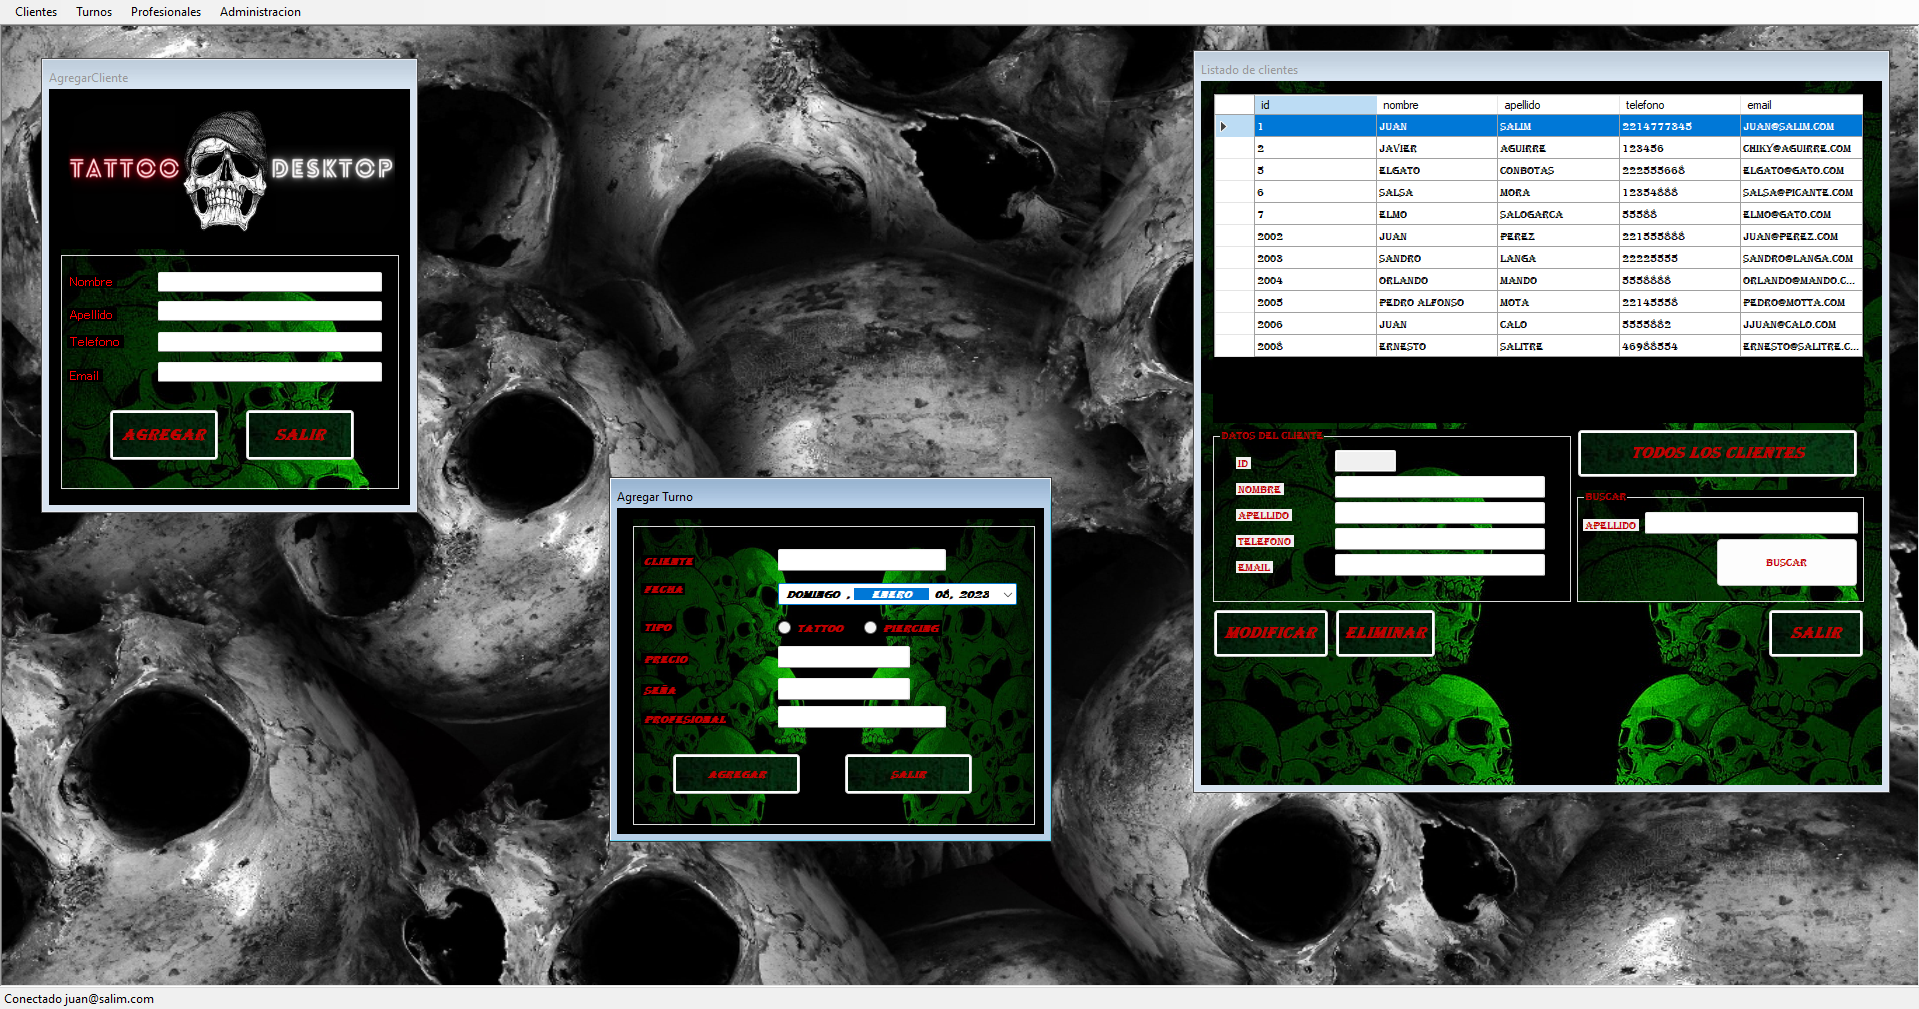 Clientes Turnos Profesionales Administracion
AgregarCliente
TATTOO DESKTOP
Nombre
Apellido
Telefono
Email
AGREGAR SALIR
Agregar Turno
CLIENTE
FECHA DOMINGO , ENERO 08, 2023
TIPO TATTOO PIERCING
PRECIO
SEÑA
PROFESIONAL
AGREGAR SALIR
Listado de clientes
id nombre apellido telefono email
1 JUAN SALIM 2214777345 JUAN@SALIM.COM
2 JAVIER AGUIRRE 123456 CHIKY@AGUIRRE.COM
5 ELGATO CONBOTAS 222555668 ELGATO@GATO.COM
6 SALSA MORA 12354888 SALSA@PICANTE.COM
7 ELMO SALOGARCA 55588 ELMO@GATO.COM
2002 JUAN PEREZ 221555888 JUAN@PEREZ.COM
2003 SANDRO LANGA 22225555 SANDRO@LANGA.COM
2004 ORLANDO MANDO 5558888 ORLANDO@MANDO.C...
2005 PEDRO ALFONSO MOTA 22145558 PEDRO@MOTTA.COM
2006 JUAN CALO 5555882 JJUAN@CALO.COM
2008 ERNESTO SALITRE 46988554 ERNESTO@SALITRE.C...
DATOS DEL CLIENTE
ID
NOMBRE
APELLIDO
TELEFONO
EMAIL
TODOS LOS CLIENTES
BUSCAR
APELLIDO
BUSCAR
MODIFICAR ELIMINAR SALIR
Conectado juan@salim.com